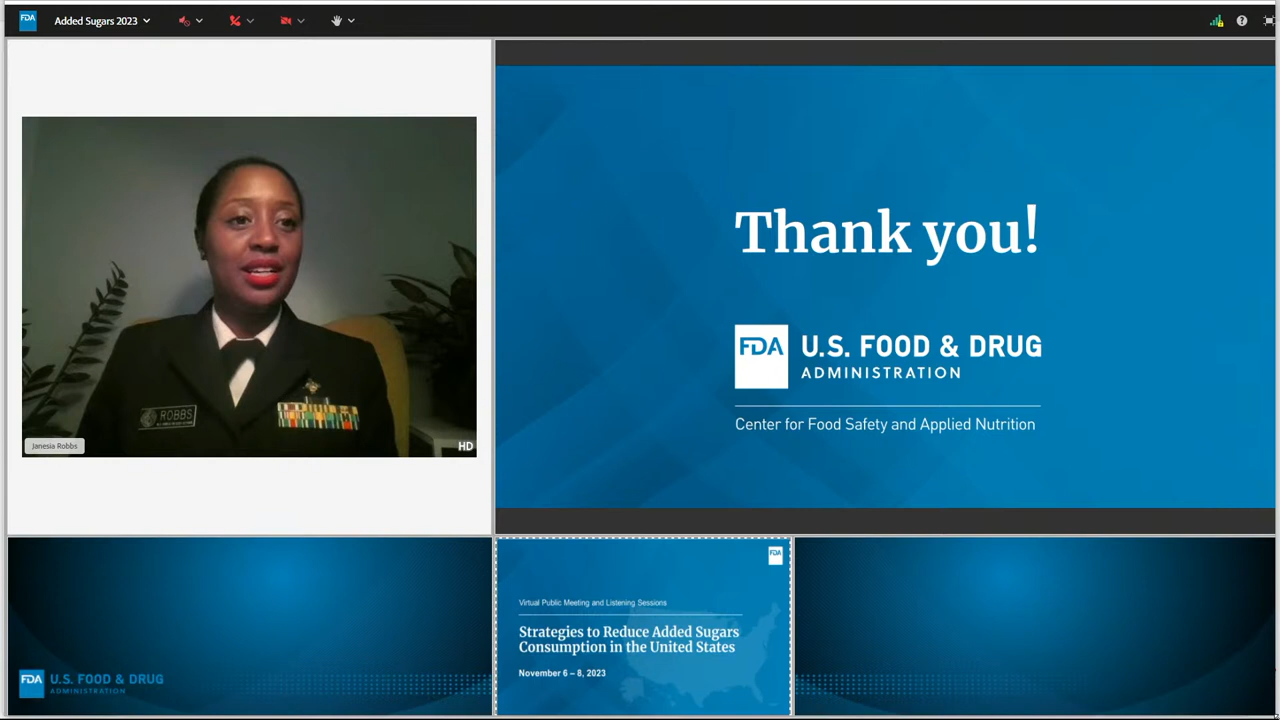 FDA
Added Sugars 2023
ROBBS
Janesia Robbs
HD
Thank you!
FDA
U.S. FOOD & DRUG
ADMINISTRATION
Center for Food Safety and Applied Nutrition
FDA
U.S. FOOD & DRUG
ADMINISTRATION
FDA
Virtual Public Meeting and Listening Sessions
Strategies to Reduce Added Sugars
Consumption in the United States
November 6 – 8, 2023